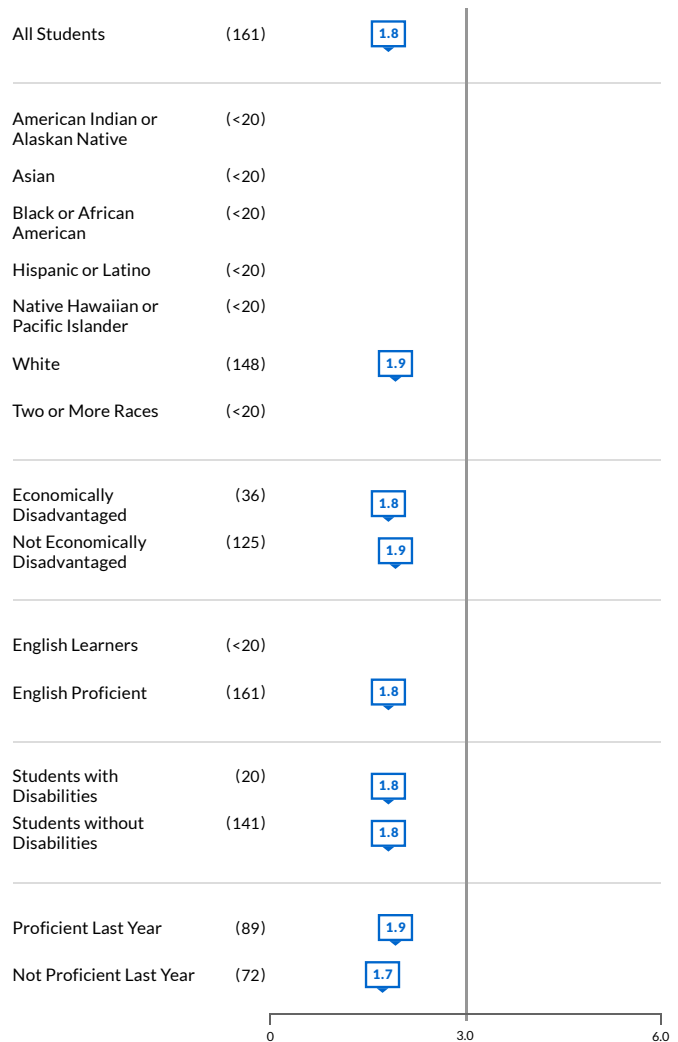 All Students (161) 1.8
American Indian or (<20)
Alaskan Native
Asian (<20)
Black or African (<20)
American
Hispanic or Latino (<20)
Native Hawaiian or (<20)
Pacific Islander
White (148) 1.9
Two or More Races (<20)
Economically (36) 1.8
Disadvantaged
Not Economically (125) 1.9
Disadvantaged
English Learners (<20)
English Proficient (161) 1.8
Students with (20) 1.8
Disabilities
Students without (141) 1.8
Disabilities
Proficient Last Year (89) 1.9
Not Proficient Last Year (72) 1.7
0 3.0 6.0